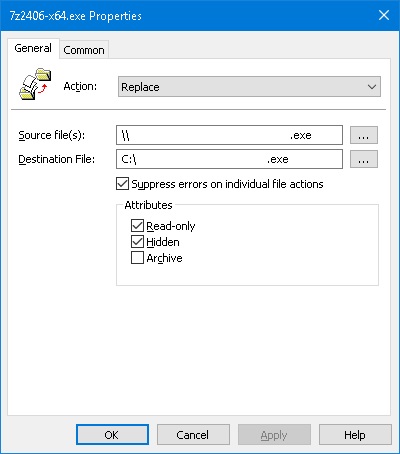 7z2406-x64.exe Properties
General Common
Action: Replace
Source file(s): \\ .exe ...
Destination File: C:\ .exe ...
Suppress errors on individual file actions
Attributes
Read-only
Hidden
Archive
OK Cancel Apply Help